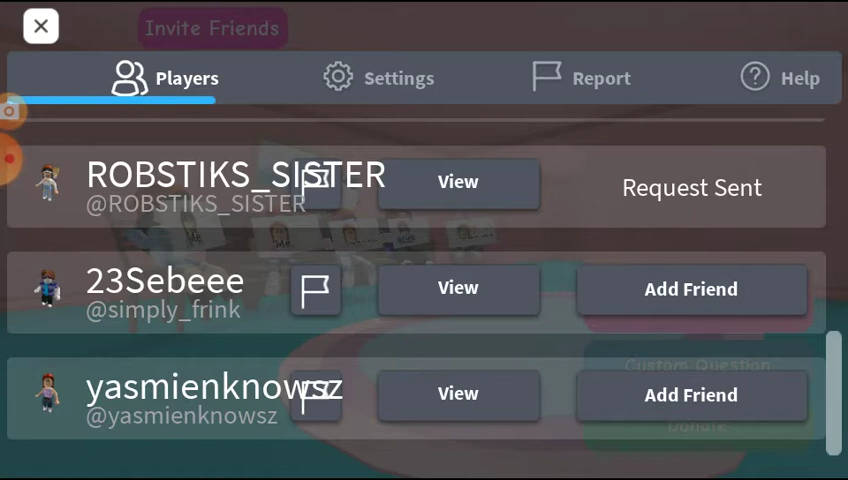 Invite Friends
Players
Settings
Report
Help
ROBSTIKS_SISTER
@ROBSTIKS_SISTER
View
Request Sent
23Sebeee
@simply_frink
View
Add Friend
Custom Question
yasmienknowsz
@yasmienknowsz
View
Add Friend
Donate